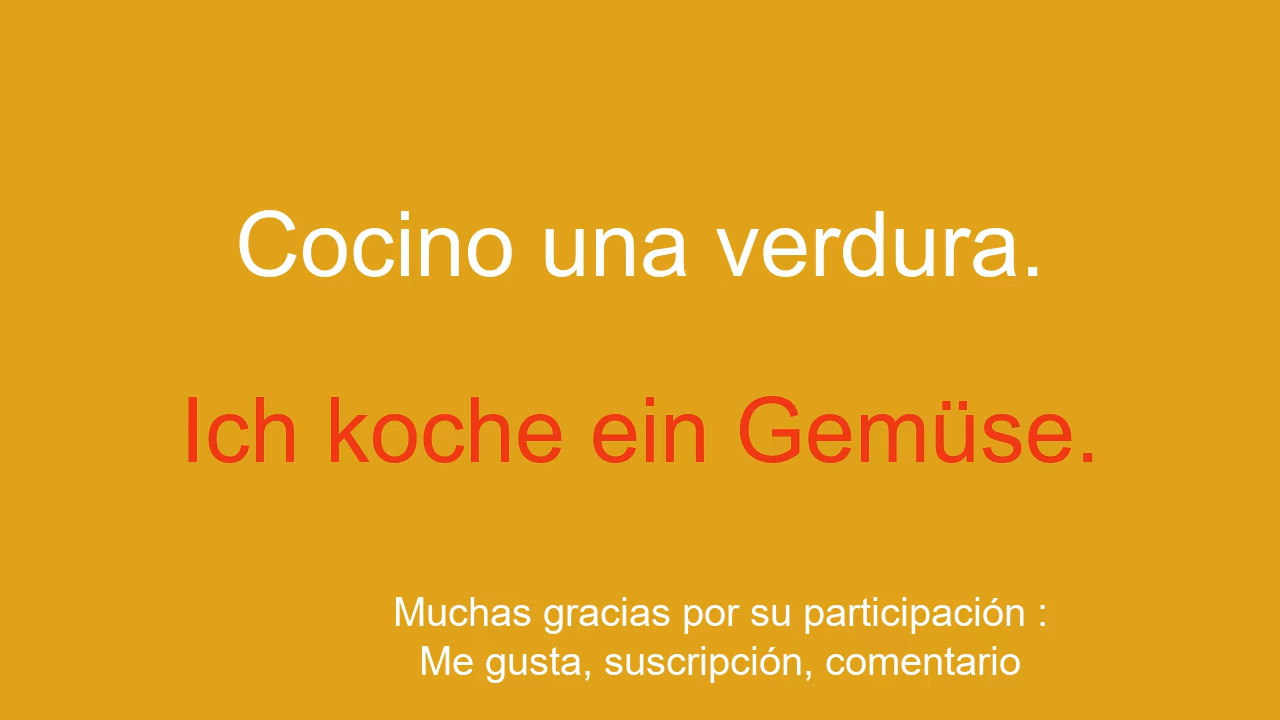 Cocino una verdura.
Ich koche ein Gemüse.
Muchas gracias por su participación :
Me gusta, suscripción, comentario